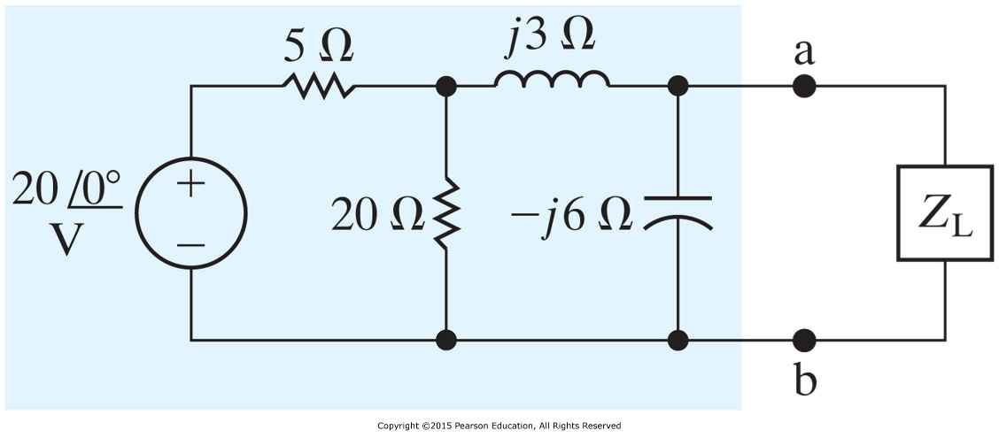 5 Ω
j3 Ω
a
20 /0°
V
+
−
20 Ω
−j6 Ω
Z_L
b
Copyright ©2015 Pearson Education, All Rights Reserved